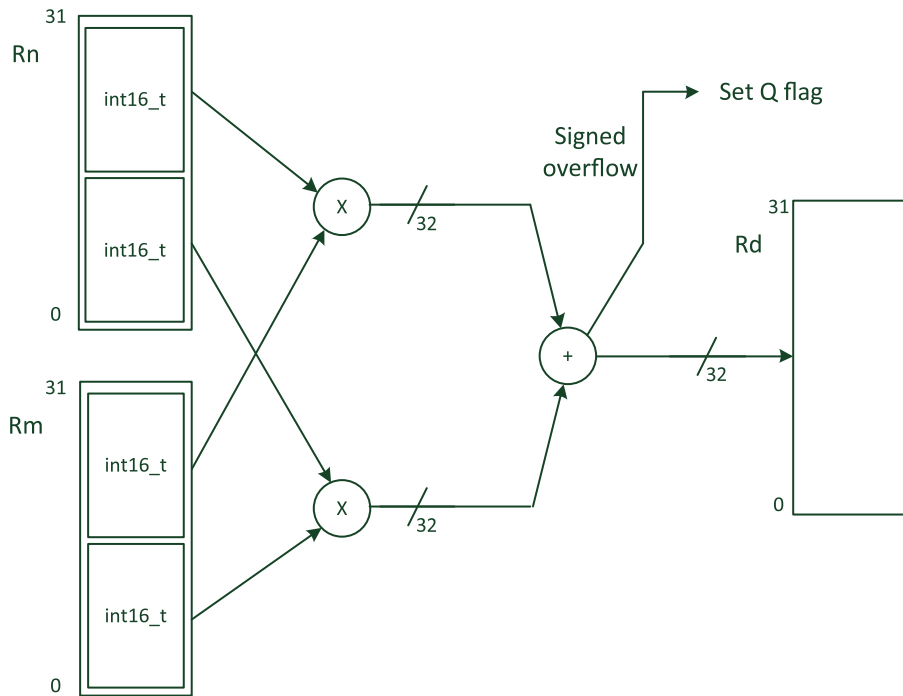 31
Rn
int16_t
int16_t
0
31
Rm
int16_t
int16_t
0
X
32
X
32
Signed
overflow
Set Q flag
+
32
31
Rd
0